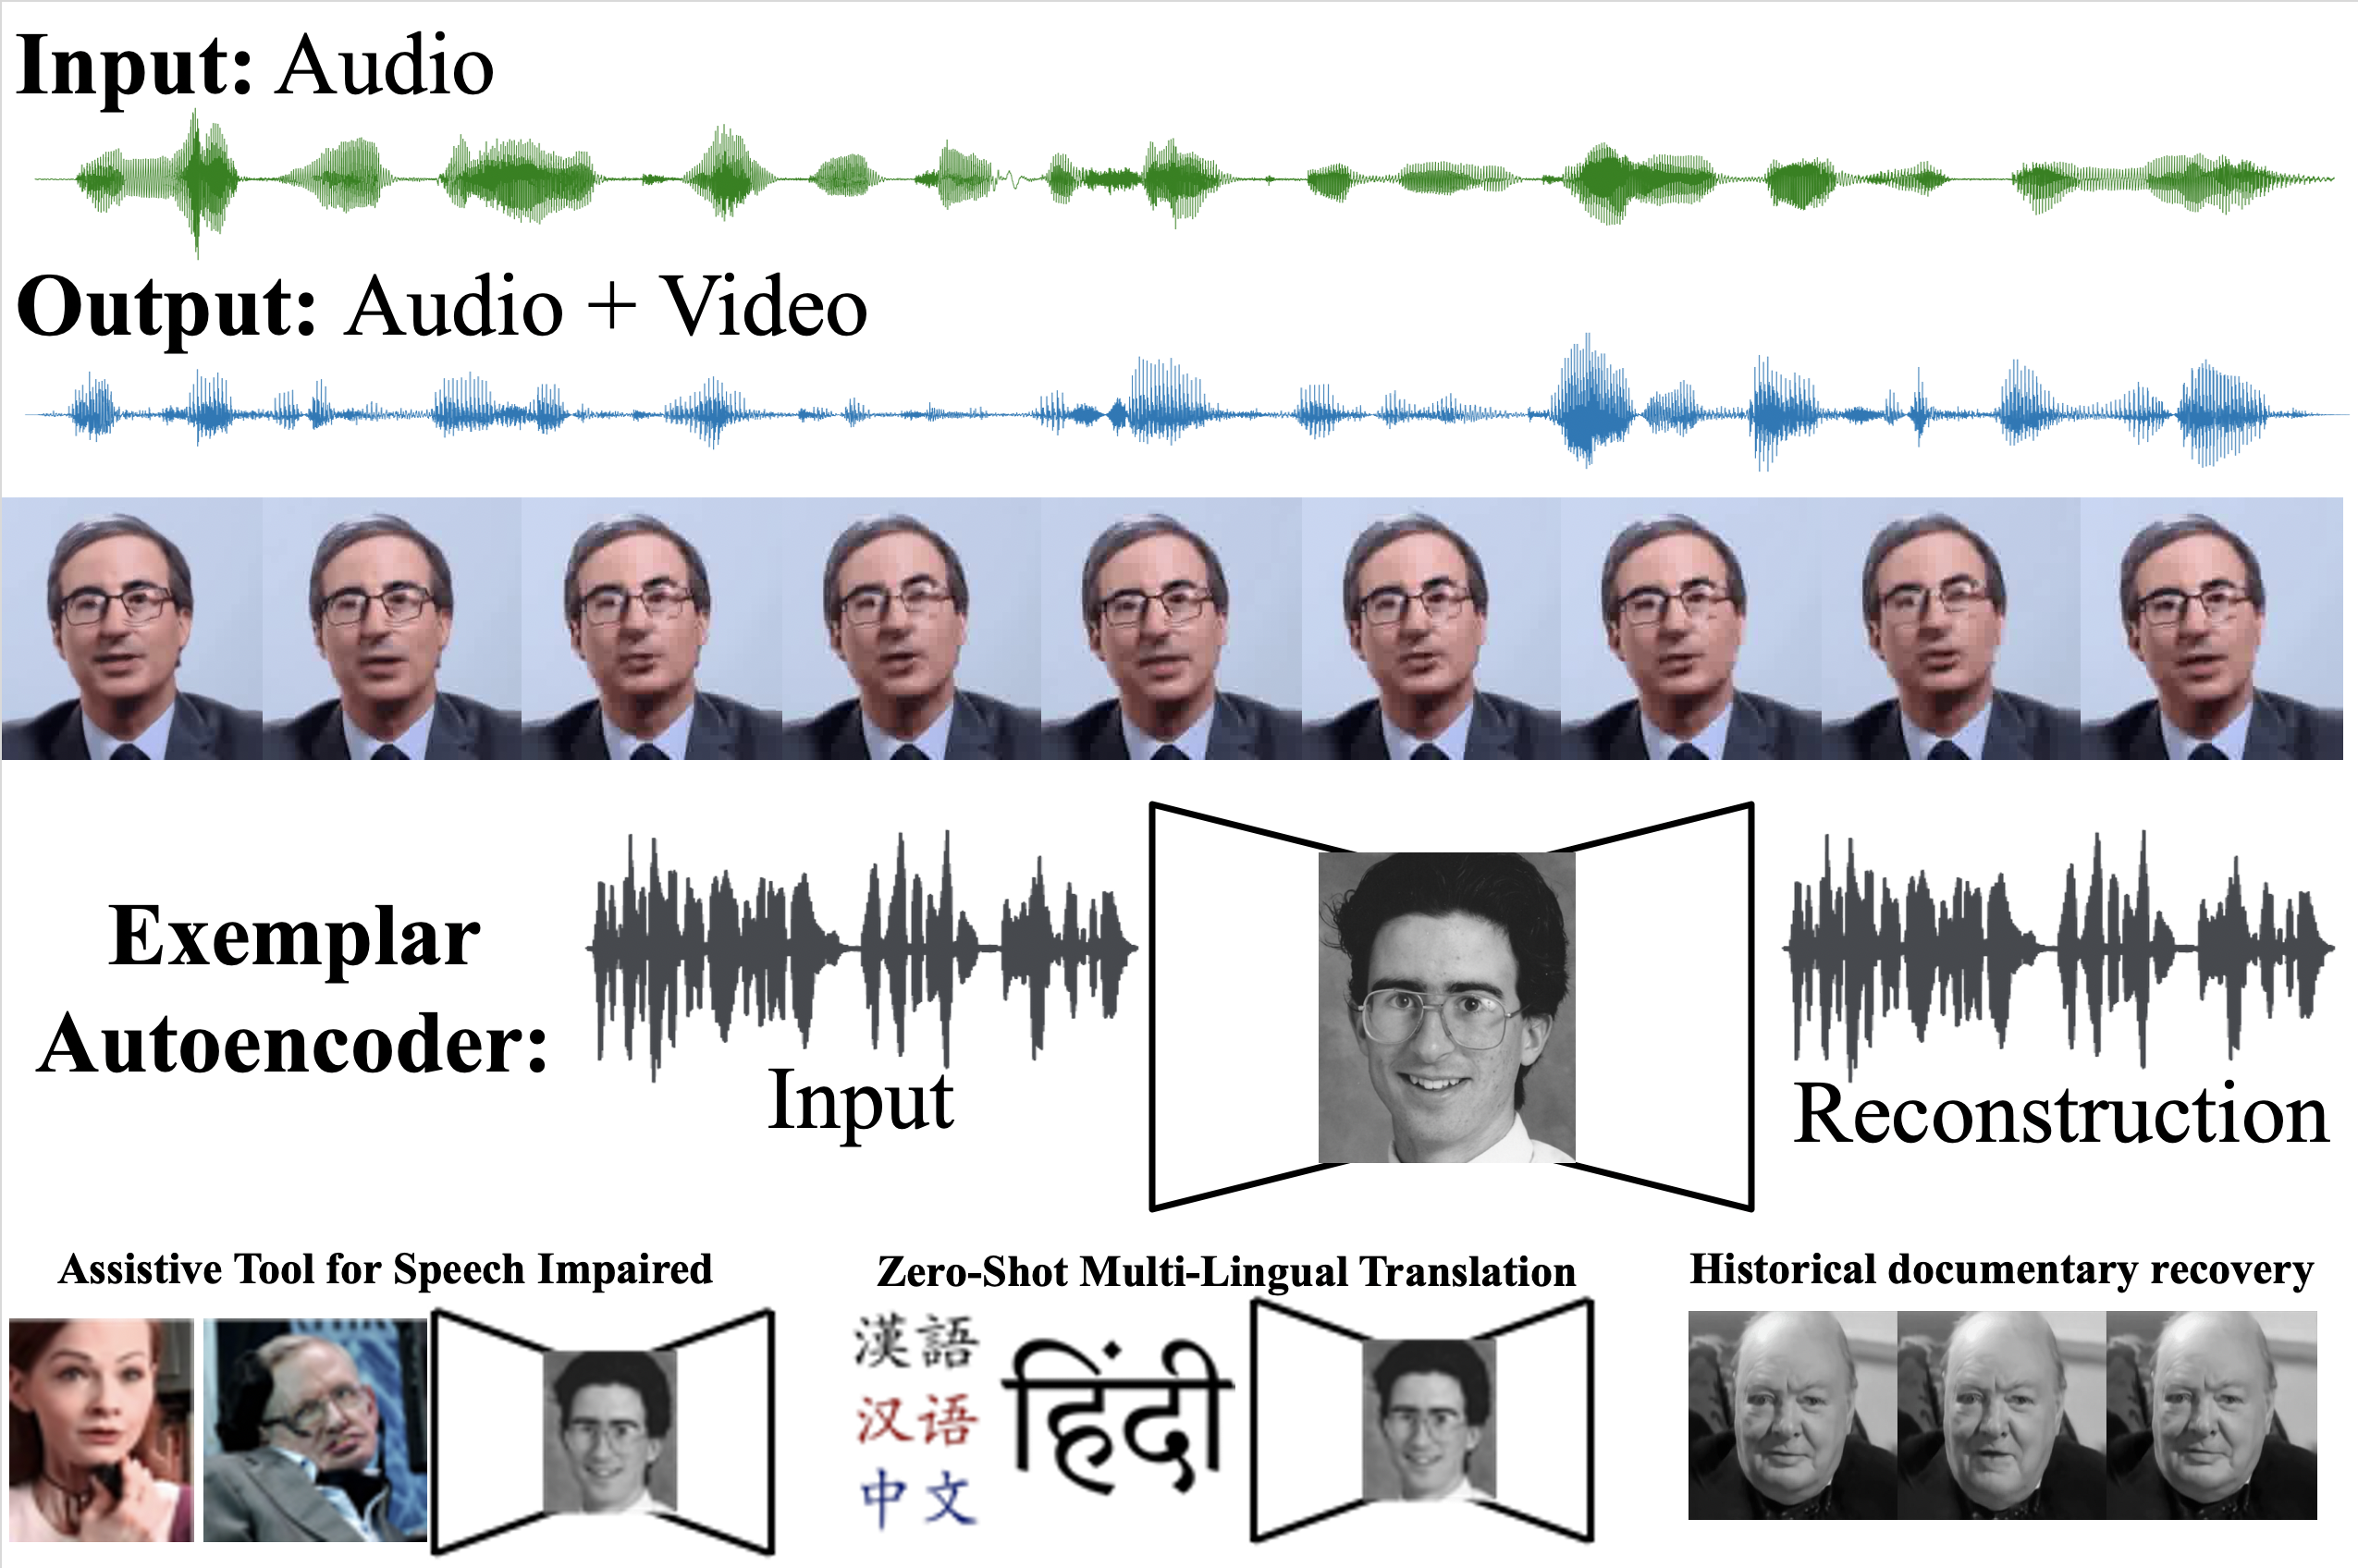 Input: Audio
Output: Audio + Video
Exemplar
Autoencoder:
Input
Reconstruction
Assistive Tool for Speech Impaired
Zero-Shot Multi-Lingual Translation
Historical documentary recovery
漢語
汉语
中文
हिंदी